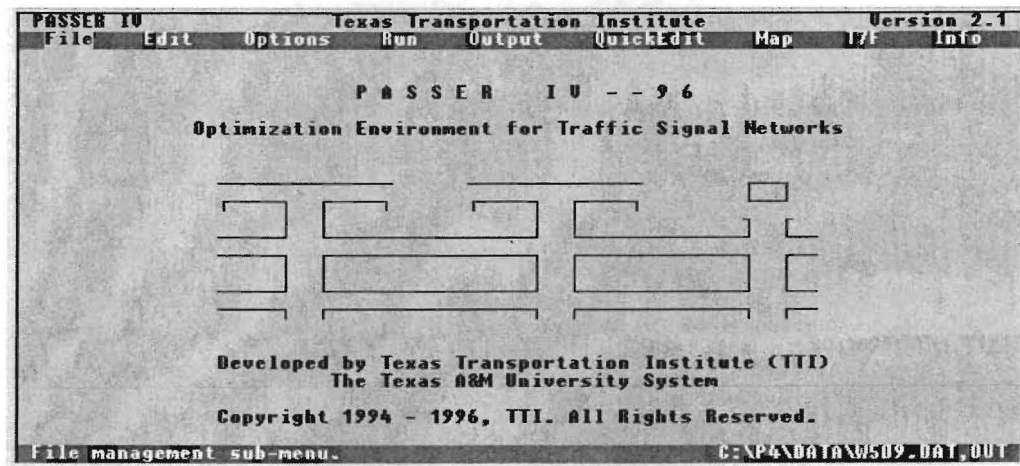 PASSER IV Texas Transportation Institute Version 2.1
File Edit Options Run Output QuickEdit Map I/F Info
P A S S E R I V - - 9 6
Optimization Environment for Traffic Signal Networks
Developed by Texas Transportation Institute (TTI)
The Texas A&M University System
Copyright 1994 - 1996, TTI. All Rights Reserved.
File management sub-menu. C:\P4\DATA\W509.DAT,OUT